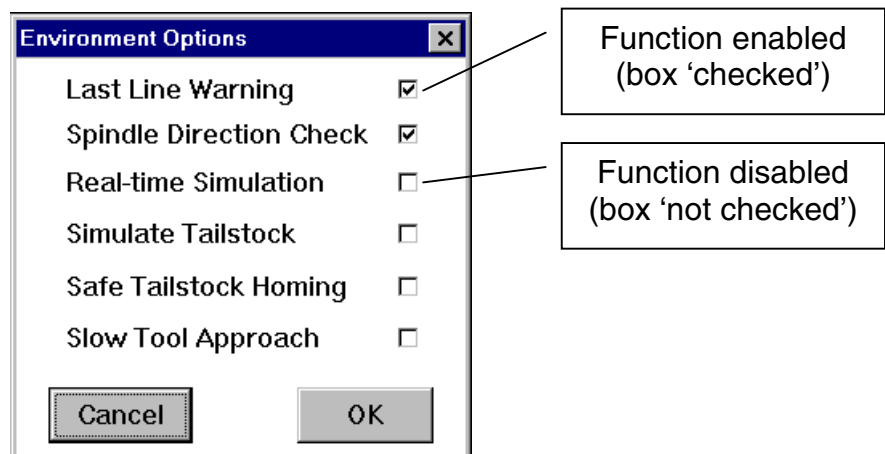 Environment Options
Last Line Warning
Spindle Direction Check
Real-time Simulation
Simulate Tailstock
Safe Tailstock Homing
Slow Tool Approach
Cancel
OK
Function enabled
(box ‘checked’)
Function disabled
(box ‘not checked’)